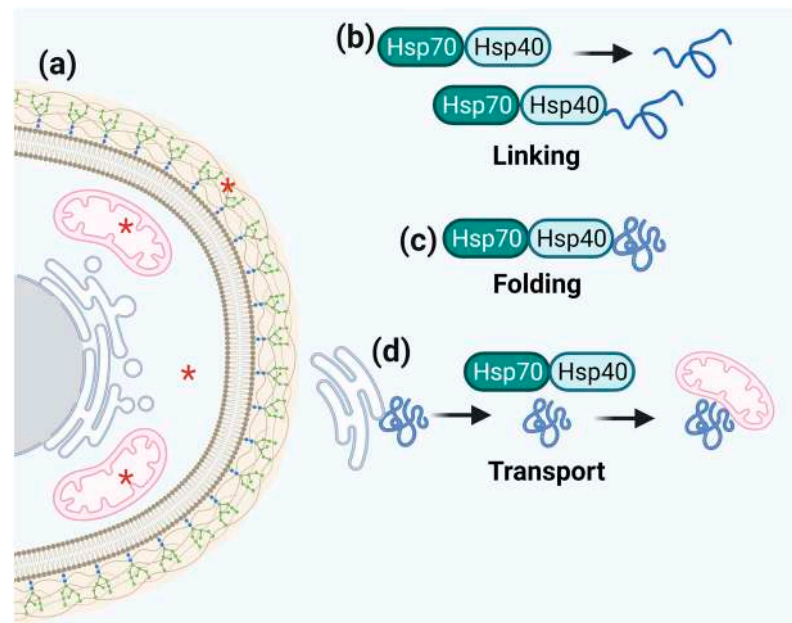 (a)
(b) Hsp70 Hsp40
Hsp70 Hsp40
Linking
(c) Hsp70 Hsp40
Folding
(d)
Hsp70 Hsp40
Transport